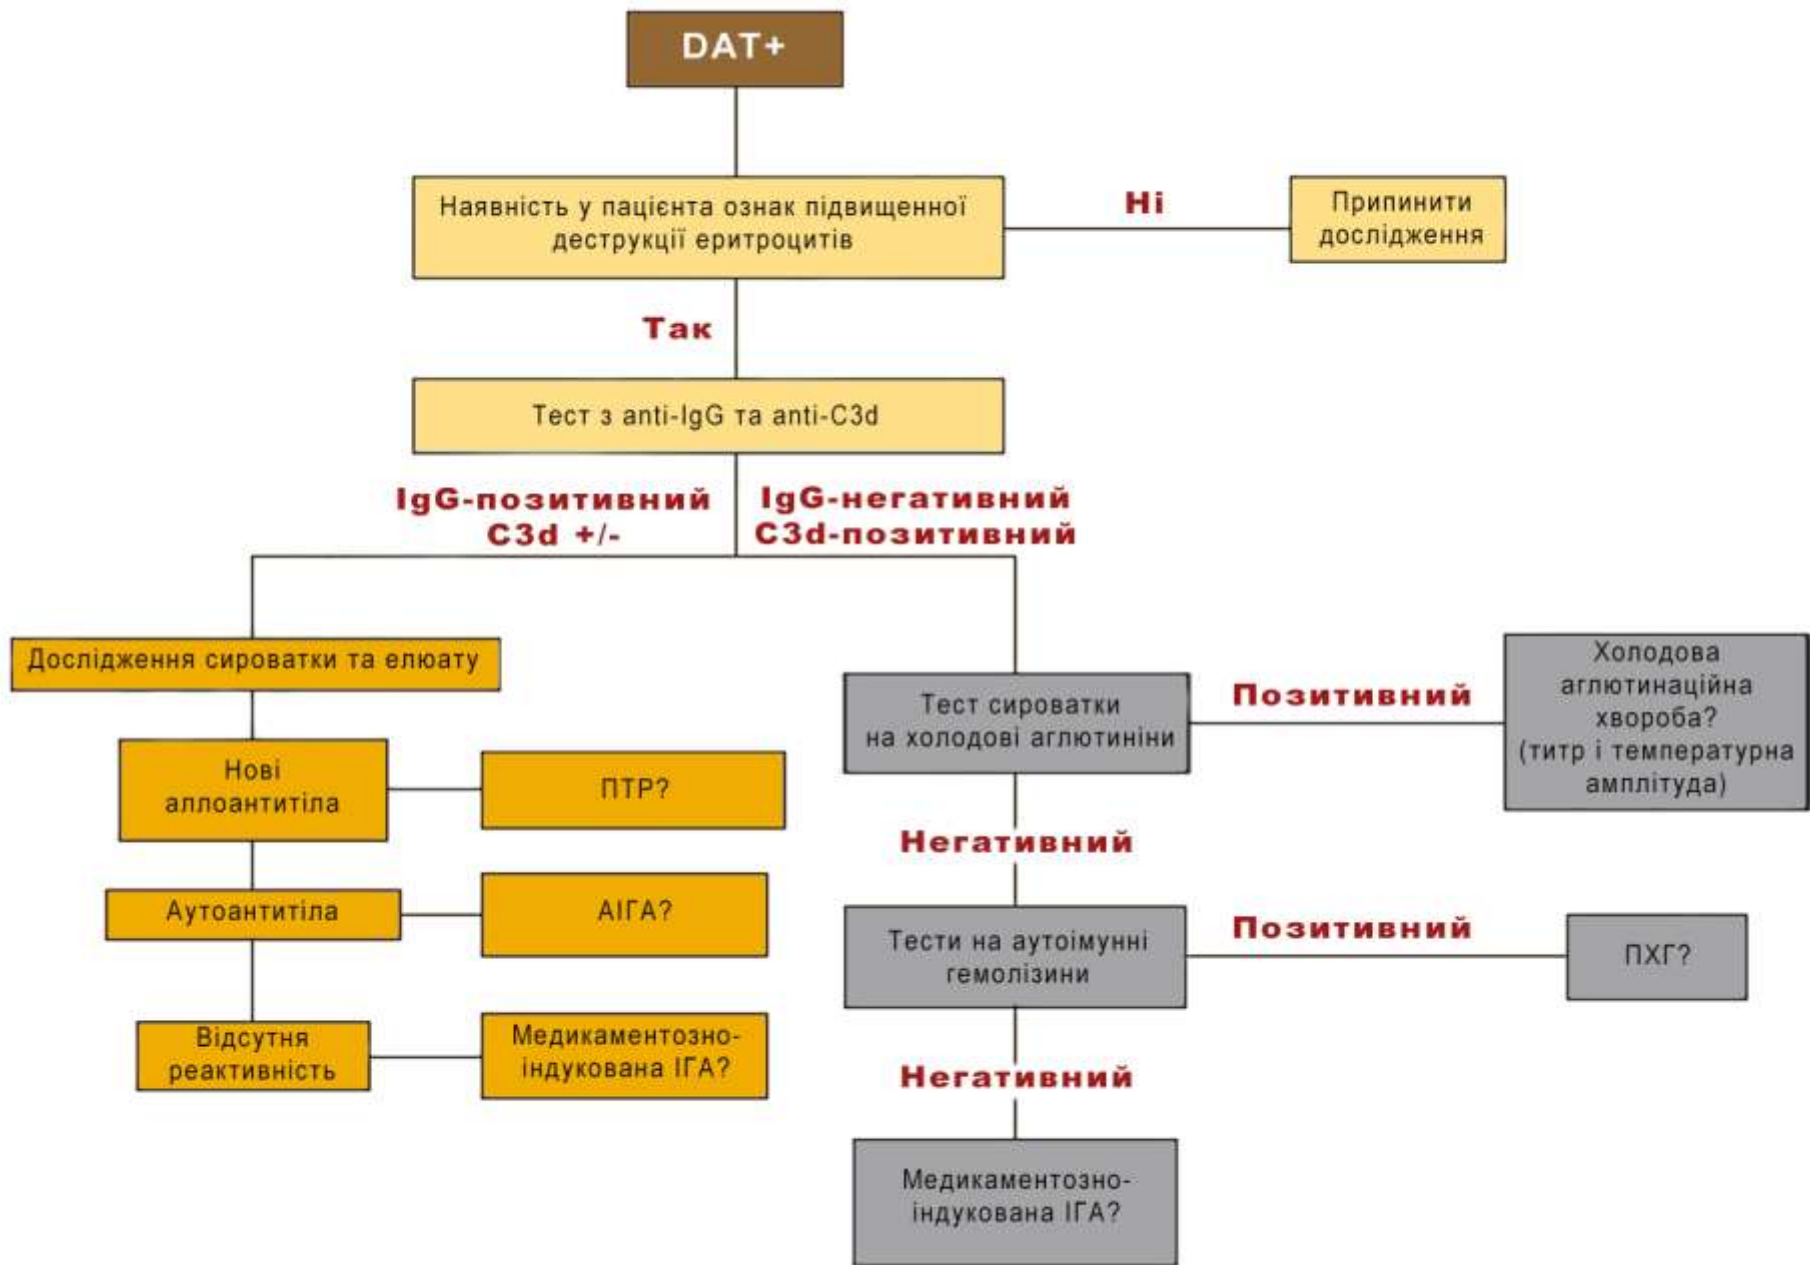 DAT+
Наявність у пацієнта ознак підвищенної
деструкції еритроцитів
Ні
Припинити
дослідження
Так
Тест з anti-IgG та anti-C3d
IgG-позитивний
C3d +/-
IgG-негативний
C3d-позитивний
Дослідження сироватки та елюату
Нові
аллоантитіла
ПТР?
Аутоантитіла
АІГА?
Відсутня
реактивність
Медикаментозно-
індукована ІГА?
Тест сироватки
на холодові аглютиніни
Позитивний
Холодова
аглютинаційна
хвороба?
(титр і температурна
амплітуда)
Негативний
Тести на аутоімунні
гемолізини
Позитивний
ПХГ?
Негативний
Медикаментозно-
індукована ІГА?